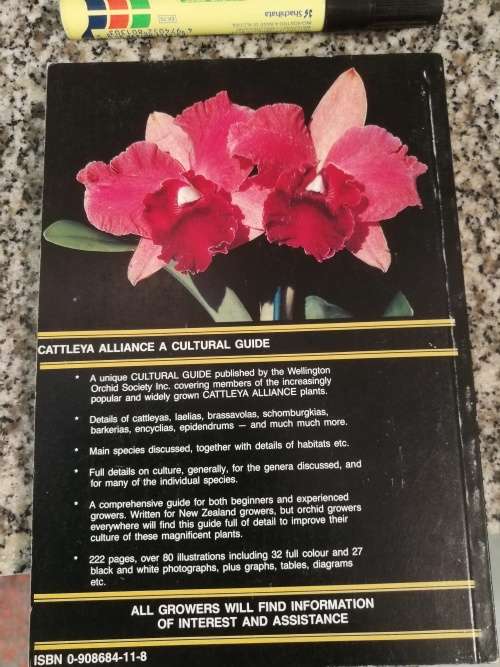 Shachihata
4 974052 801303
CATTLEYA ALLIANCE A CULTURAL GUIDE
* A unique CULTURAL GUIDE published by the Wellington
Orchid Society Inc. covering members of the increasingly
popular and widely grown CATTLEYA ALLIANCE plants.
* Details of cattleyas, laelias, brassavolas, schomburgkias,
barkerias, encyclias, epidendrums — and much much more.
* Main species discussed, together with details of habitats etc.
* Full details on culture, generally, for the genera discussed, and
for many of the individual species.
* A comprehensive guide for both beginners and experienced
growers. Written for New Zealand growers, but orchid growers
everywhere will find this guide full of detail to improve their
culture of these magnificent plants.
* 222 pages, over 80 illustrations including 32 full colour and 27
black and white photographs, plus graphs, tables, diagrams
etc.
ALL GROWERS WILL FIND INFORMATION
OF INTEREST AND ASSISTANCE
ISBN 0-908684-11-8